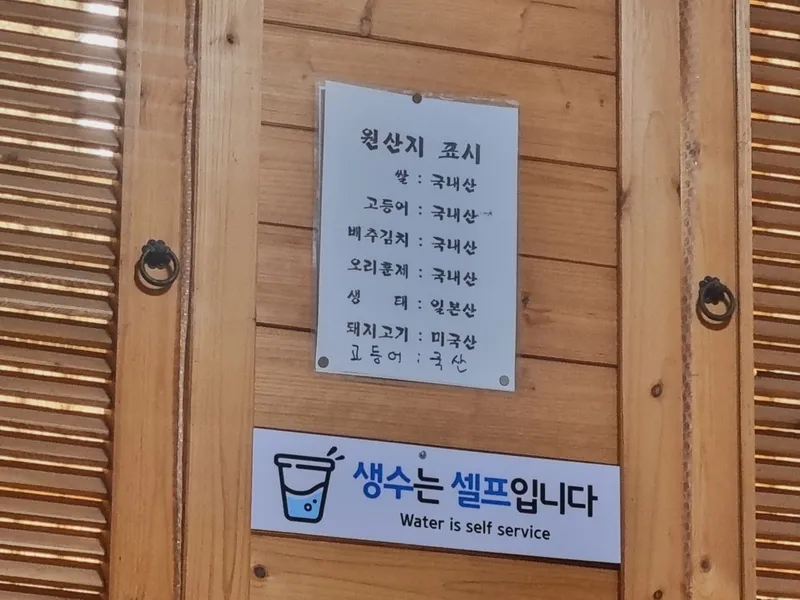 원산지 표시
쌀 : 국내산
고등어 : 국내산
배추김치 : 국내산
오리훈제 : 국내산
생 태 : 일본산
돼지고기 : 미국산
고등어 : 국산
생수는 셀프입니다
Water is self service